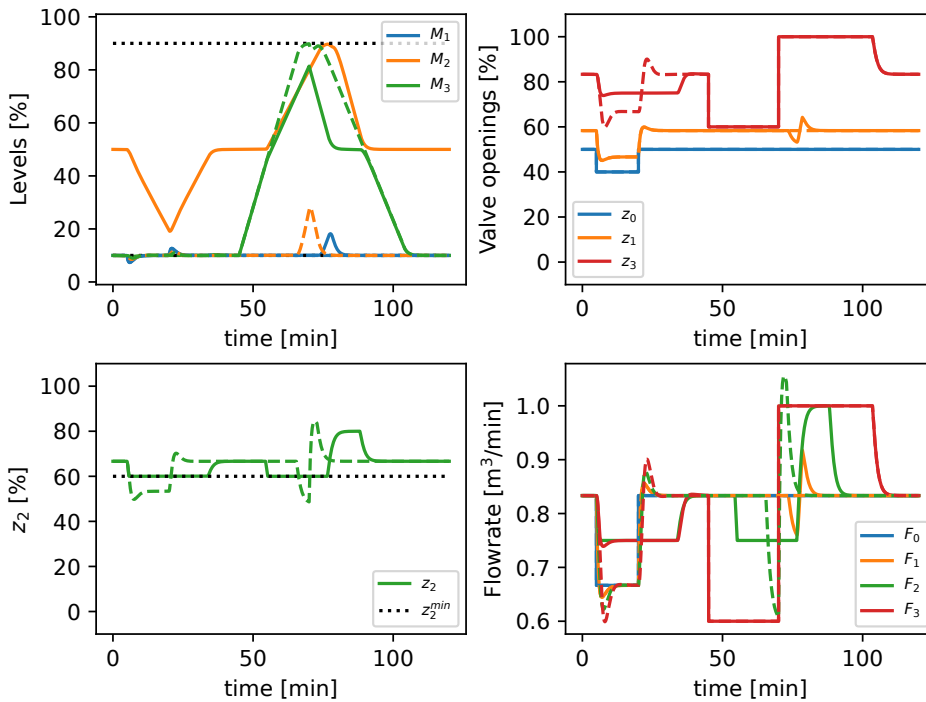 Levels [%]
100
80
60
40
20
0
0
50
100
time [min]
M₁
M₂
M₃
Valve openings [%]
100
80
60
40
20
0
0
50
100
time [min]
z₀
z₁
z₃
z₂ [%]
100
80
60
40
20
0
0
50
100
time [min]
z₂
z₂ᵐⁱⁿ
Flowrate [m³/min]
1.0
0.9
0.8
0.7
0.6
0
50
100
time [min]
F₀
F₁
F₂
F₃